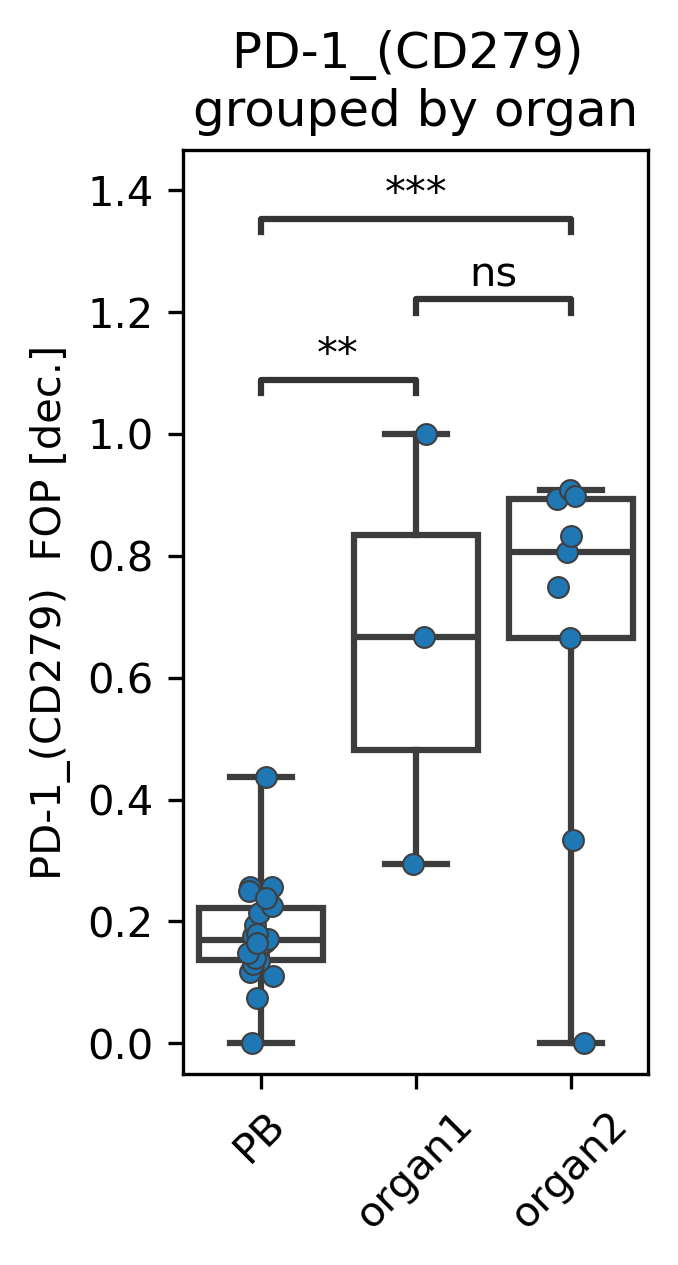 PD-1_(CD279)
grouped by organ
PD-1_(CD279)  FOP [dec.]
1.4
1.2
1.0
0.8
0.6
0.4
0.2
0.0
***
ns
**
PB
organ1
organ2